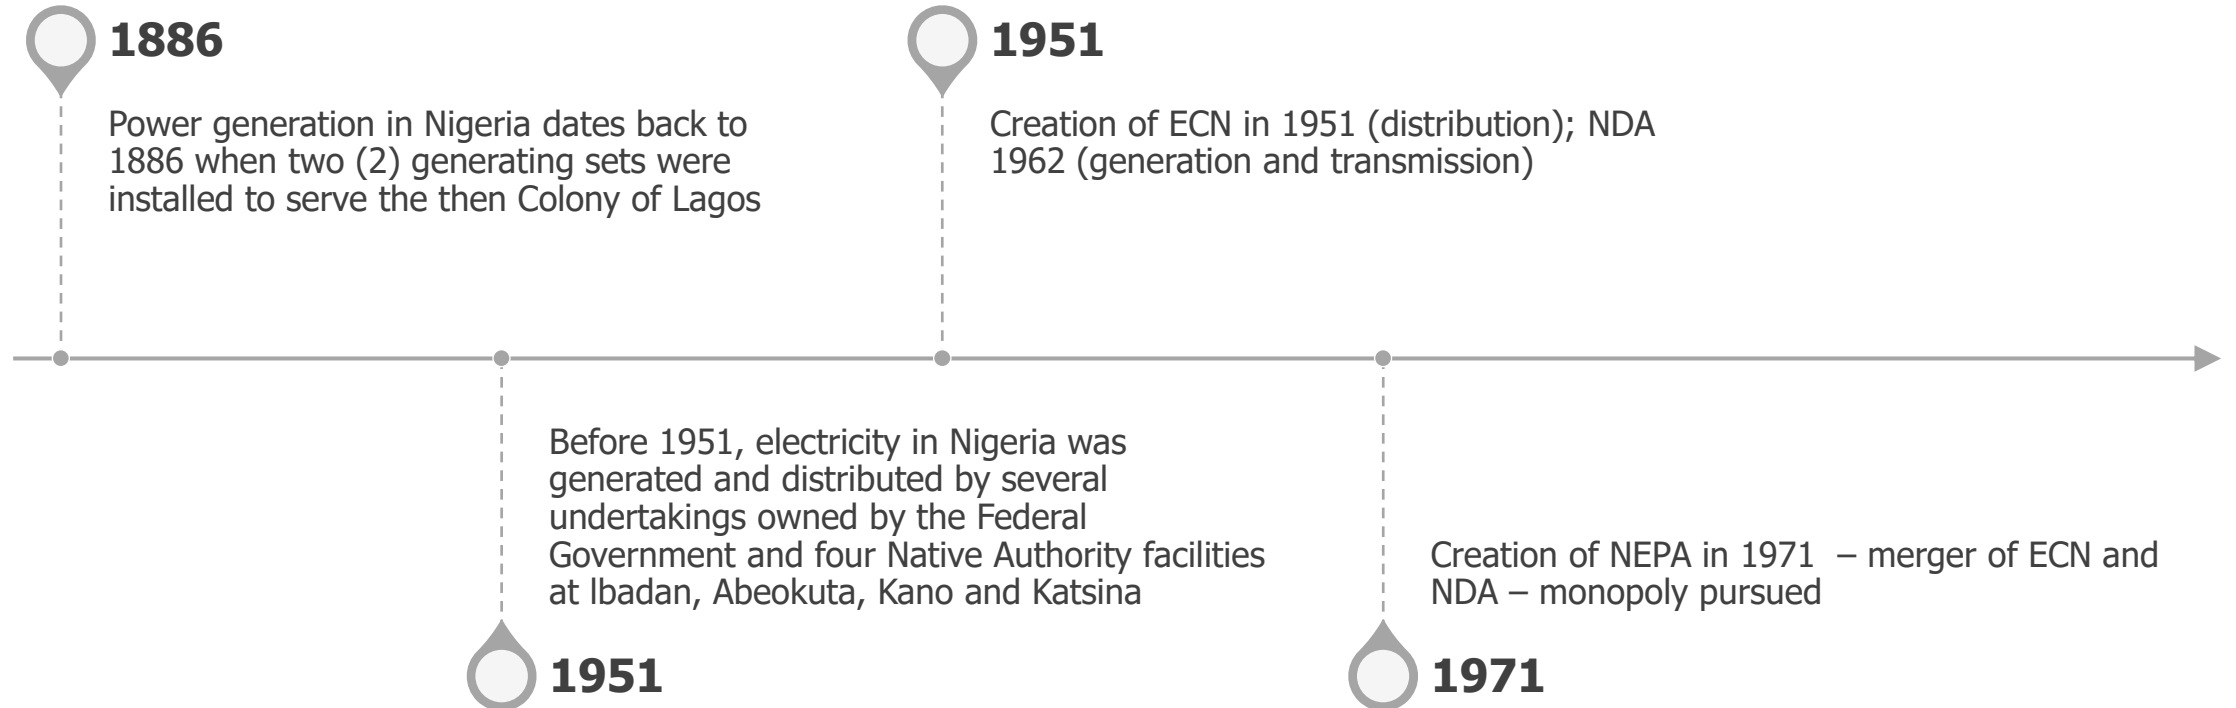 1886
Power generation in Nigeria dates back to
1886 when two (2) generating sets were
installed to serve the then Colony of Lagos
1951
Before 1951, electricity in Nigeria was
generated and distributed by several
undertakings owned by the Federal
Government and four Native Authority facilities
at lbadan, Abeokuta, Kano and Katsina
1951
Creation of ECN in 1951 (distribution); NDA
1962 (generation and transmission)
1971
Creation of NEPA in 1971 – merger of ECN and
NDA – monopoly pursued